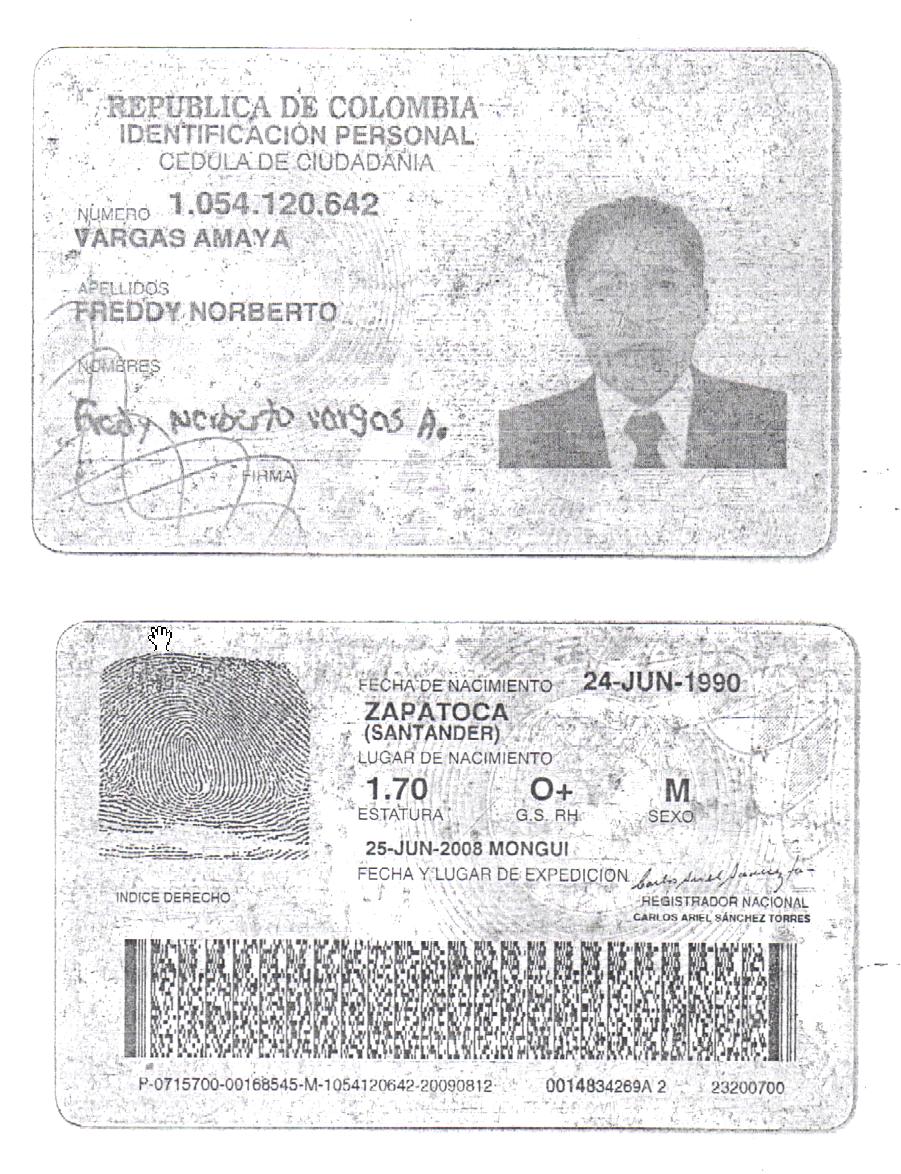 REPUBLICA DE COLOMBIA
IDENTIFICACIÓN PERSONAL
CEDULA DE CIUDADANIA
NUMERO 1.054.120.642
VARGAS AMAYA
APELLIDOS
FREDDY NORBERTO
NOMBRES
Fredy Norberto vargas A.
FIRMA
FECHA DE NACIMIENTO 24-JUN-1990
ZAPATOCA
(SANTANDER)
LUGAR DE NACIMIENTO
1.70 O+ M
ESTATURA G.S. RH SEXO
25-JUN-2008 MONGUI
FECHA Y LUGAR DE EXPEDICION
INDICE DERECHO
REGISTRADOR NACIONAL
CARLOS ARIEL SÁNCHEZ TORRES
P-0715700-00168545-M-1054120642-20090812 0014834269A 2 23200700